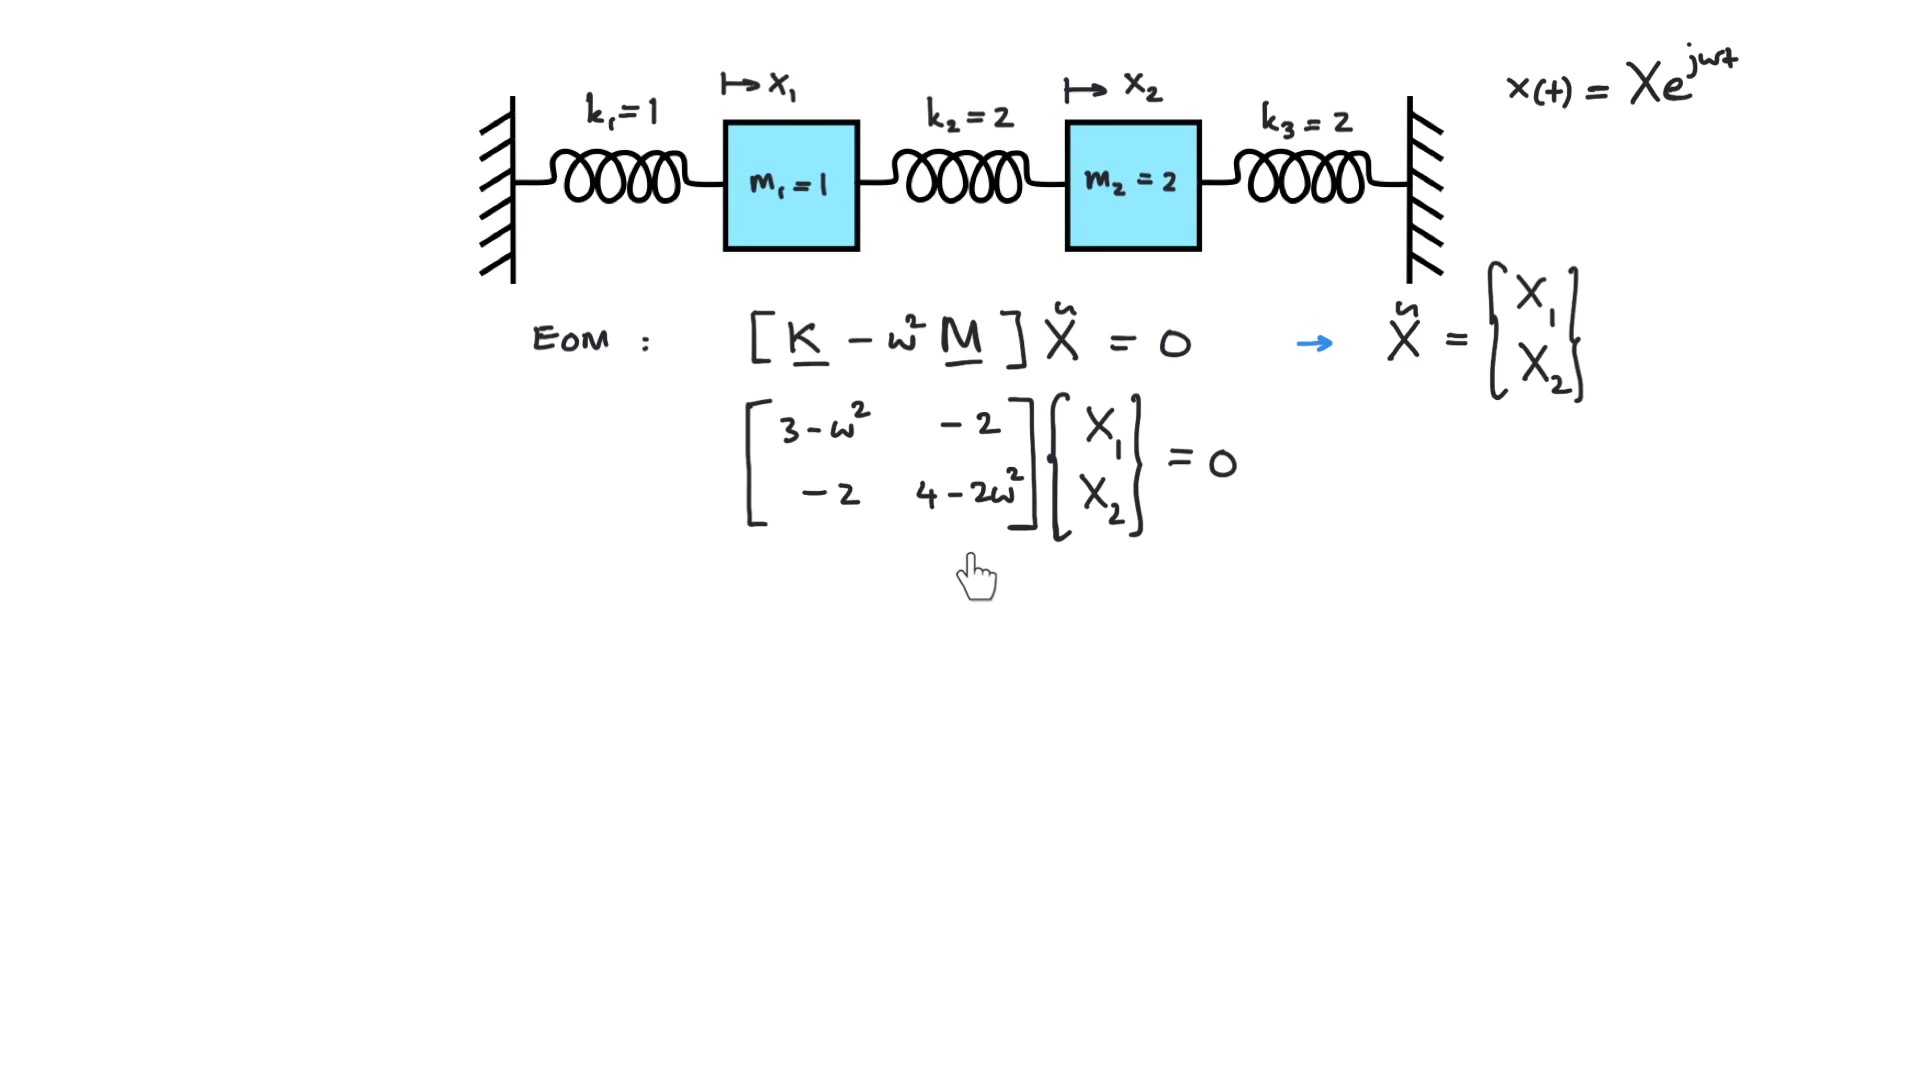 x(t) = Xe^{jωt}
↦ x₁
↦ x₂
k₁ = 1
k₂ = 2
k₃ = 2
m₁ = 1
m₂ = 2
EOM : [K − ω² M] X̰ = 0 → X̰ = {X₁ X₂}
[3 − ω² −2] {X₁} = 0
[−2 4 − 2ω²] {X₂}